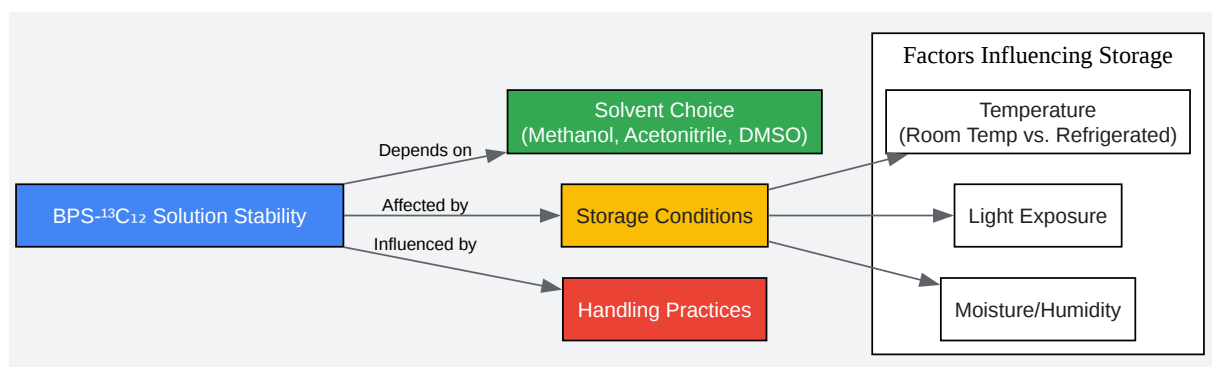 Factors Influencing Storage
Solvent Choice
(Methanol, Acetonitrile, DMSO)
Temperature
(Room Temp vs. Refrigerated)
Depends on
BPS-¹³C₁₂ Solution Stability
Affected by
Storage Conditions
Light Exposure
Influenced by
Handling Practices
Moisture/Humidity